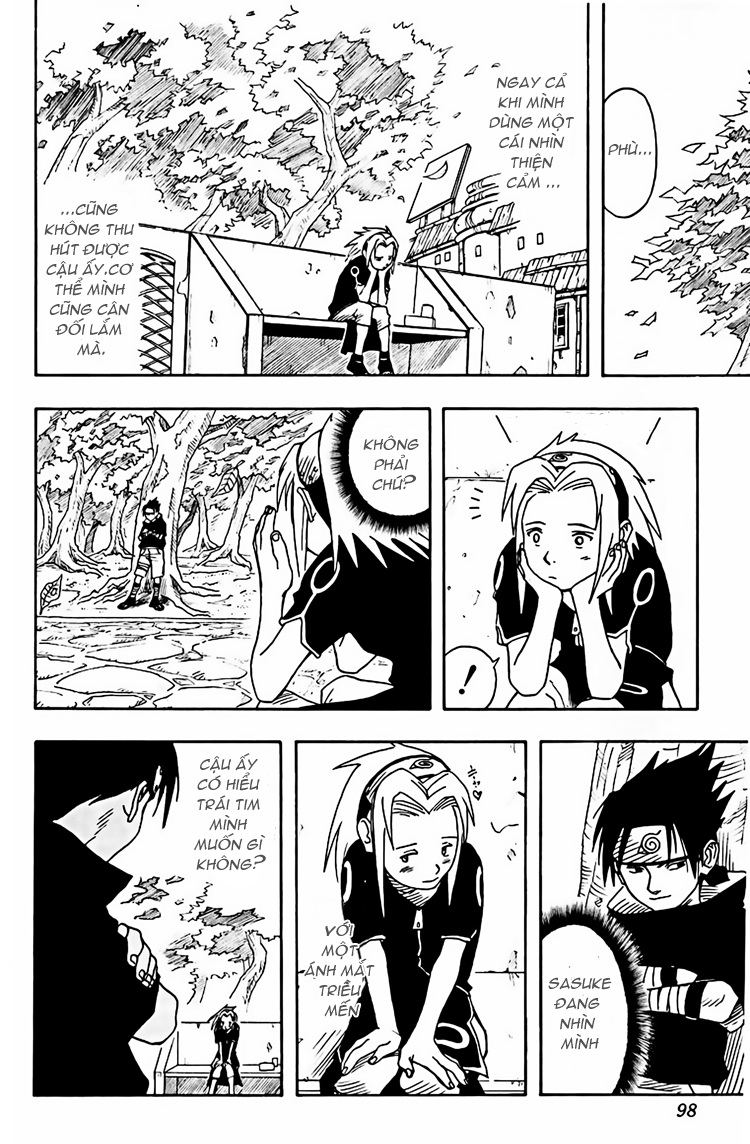 PHÙ...
NGAY CẢ
KHI MÌNH
DÙNG MỘT
CÁI NHÌN
THIỆN
CẢM ...
...CŨNG
KHÔNG THU
HÚT ĐƯỢC
CẬU ẤY.CƠ
THỂ MÌNH
CŨNG CÂN
ĐỐI LẮM
MÀ.
!
KHÔNG
PHẢI
CHỨ?
SASUKE
ĐANG
NHÌN
MÌNH
VỚI
MỘT
ÁNH MẮT
TRIỀU
MẾN
CẬU ẤY
CÓ HIỂU
TRÁI TIM
MÌNH
MUỐN GÌ
KHÔNG?
98